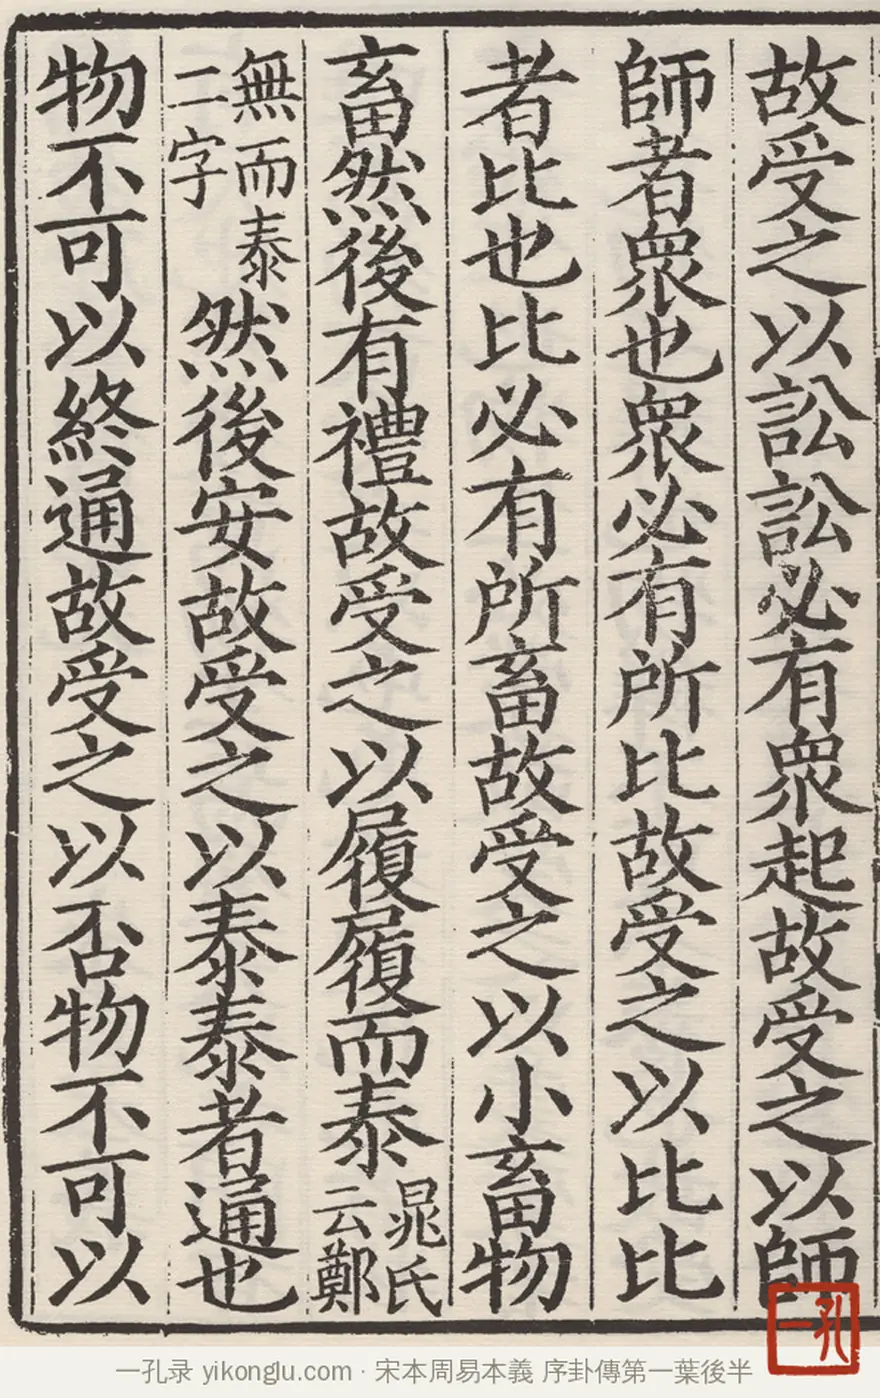 故受之以訟訟必有衆起故受之以師
師者衆也衆必有所比故受之以比比
者比也比必有所畜故受之以小畜物
畜然後有禮故受之以履履而泰晁氏云鄭
無而泰二字然後安故受之以泰泰者通也
物不可以終通故受之以否物不可以
一孔
一孔录 yikonglu.com · 宋本周易本義 序卦傳第一葉後半